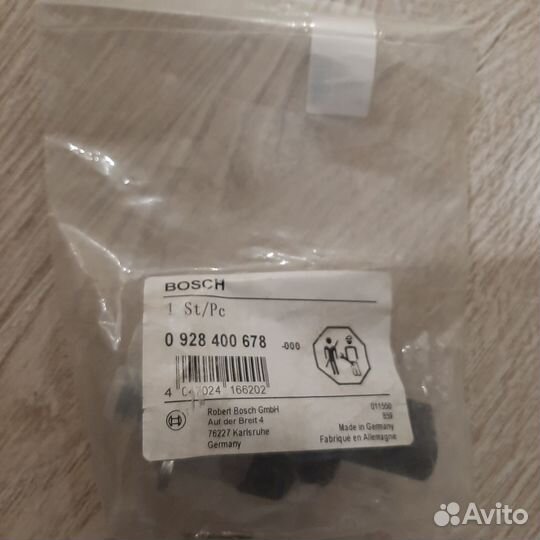 BOSCH
1 St/Pc
0 928 400 678 -000
4 047024 166202
Robert Bosch GmbH
Auf der Breit 4
76227 Karlsruhe
Germany
011550
859
Made in Germany
Fabriqué en Allemagne
Avito